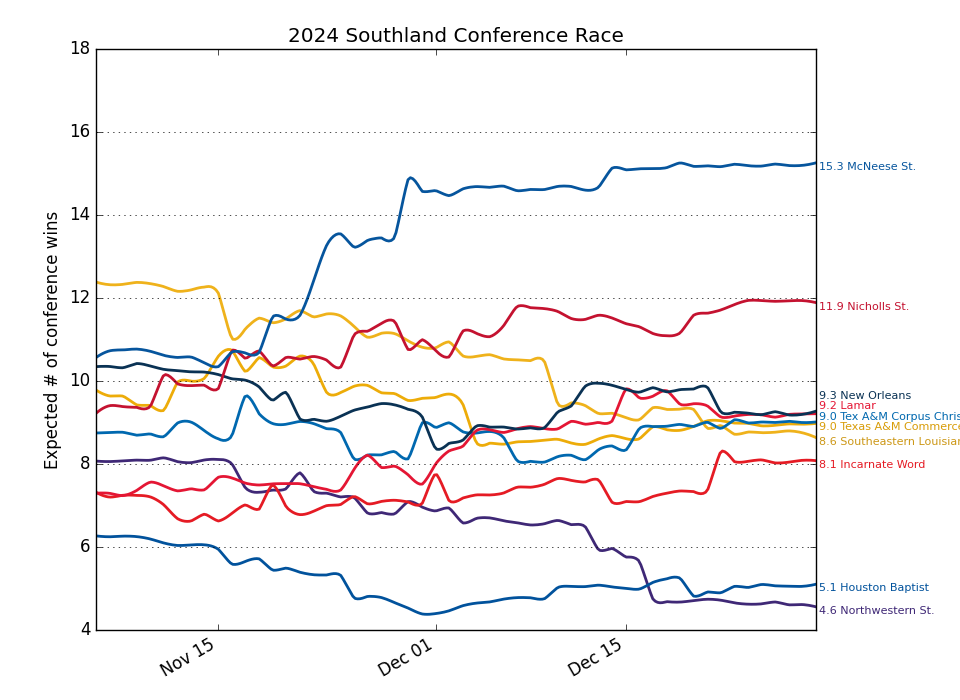 2024 Southland Conference Race
Expected # of conference wins
18
16
14
12
10
8
6
4
Nov 15
Dec 01
Dec 15
15.3 McNeese St.
11.9 Nicholls St.
9.3 New Orleans
9.2 Lamar
9.0 Tex A&M Corpus Chris
9.0 Texas A&M Commerce
8.6 Southeastern Louisian
8.1 Incarnate Word
5.1 Houston Baptist
4.6 Northwestern St.